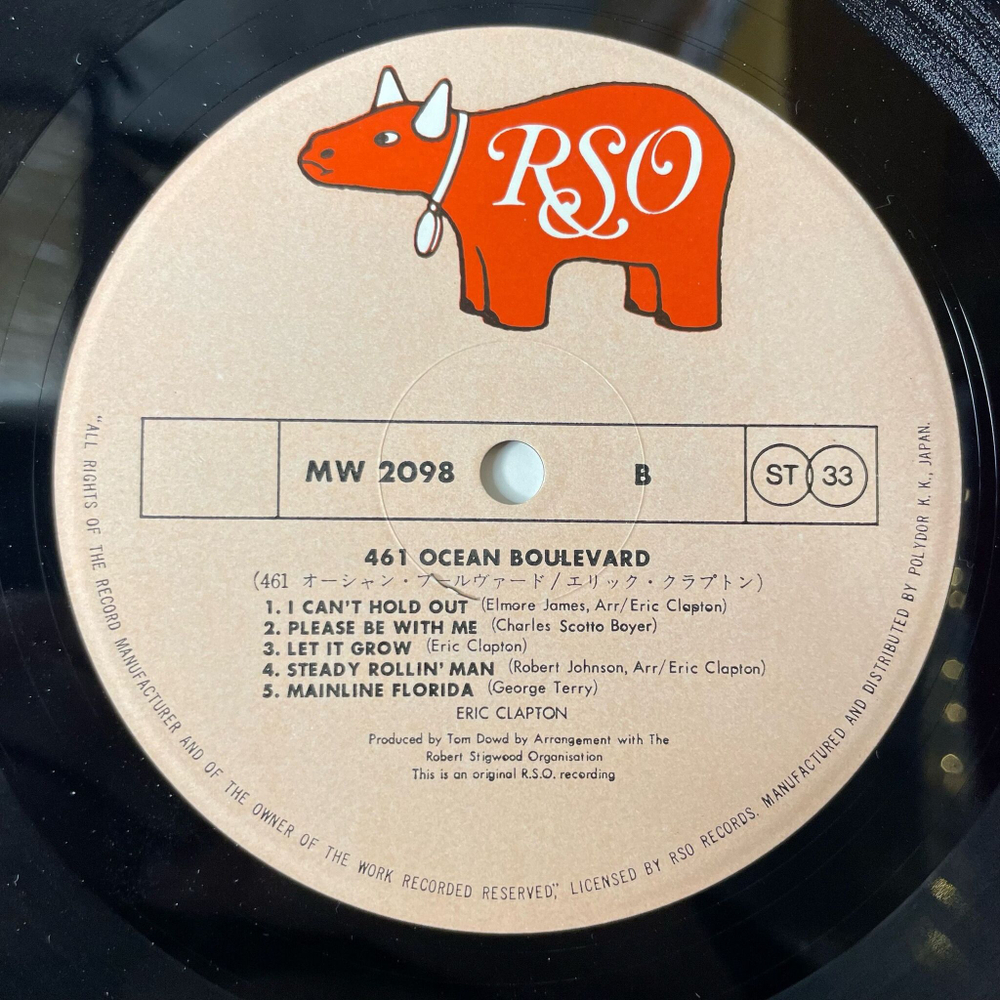 RSO
MW 2098
B
ST 33
461 OCEAN BOULEVARD
(461 オーシャン・ブールヴァード/エリック・クラプトン)
1. I CAN'T HOLD OUT (Elmore James, Arr/Eric Clapton)
2. PLEASE BE WITH ME (Charles Scotto Boyer)
3. LET IT GROW (Eric Clapton)
4. STEADY ROLLIN' MAN (Robert Johnson, Arr/Eric Clapton)
5. MAINLINE FLORIDA (George Terry)
ERIC CLAPTON
Produced by Tom Dowd by Arrangement with The
Robert Stigwood Organisation
This is an original R.S.O. recording
"ALL RIGHTS OF THE RECORD MANUFACTURER AND OF THE OWNER OF THE WORK RECORDED RESERVED," LICENSED BY RSO RECORDS. MANUFACTURED AND DISTRIBUTED BY POLYDOR K. K., JAPAN.